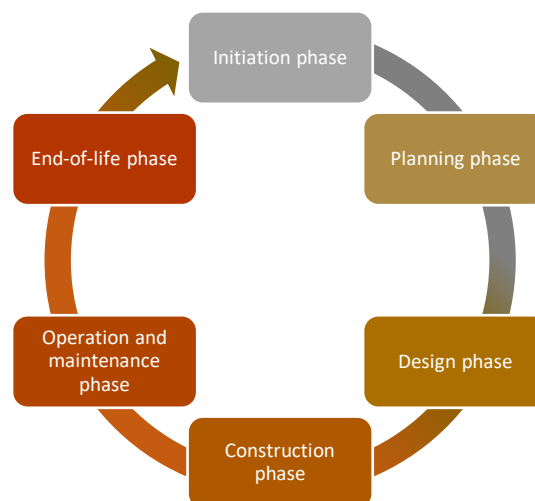 Initiation phase
Planning phase
Design phase
Construction
phase
Operation and
maintenance
phase
End-of-life phase